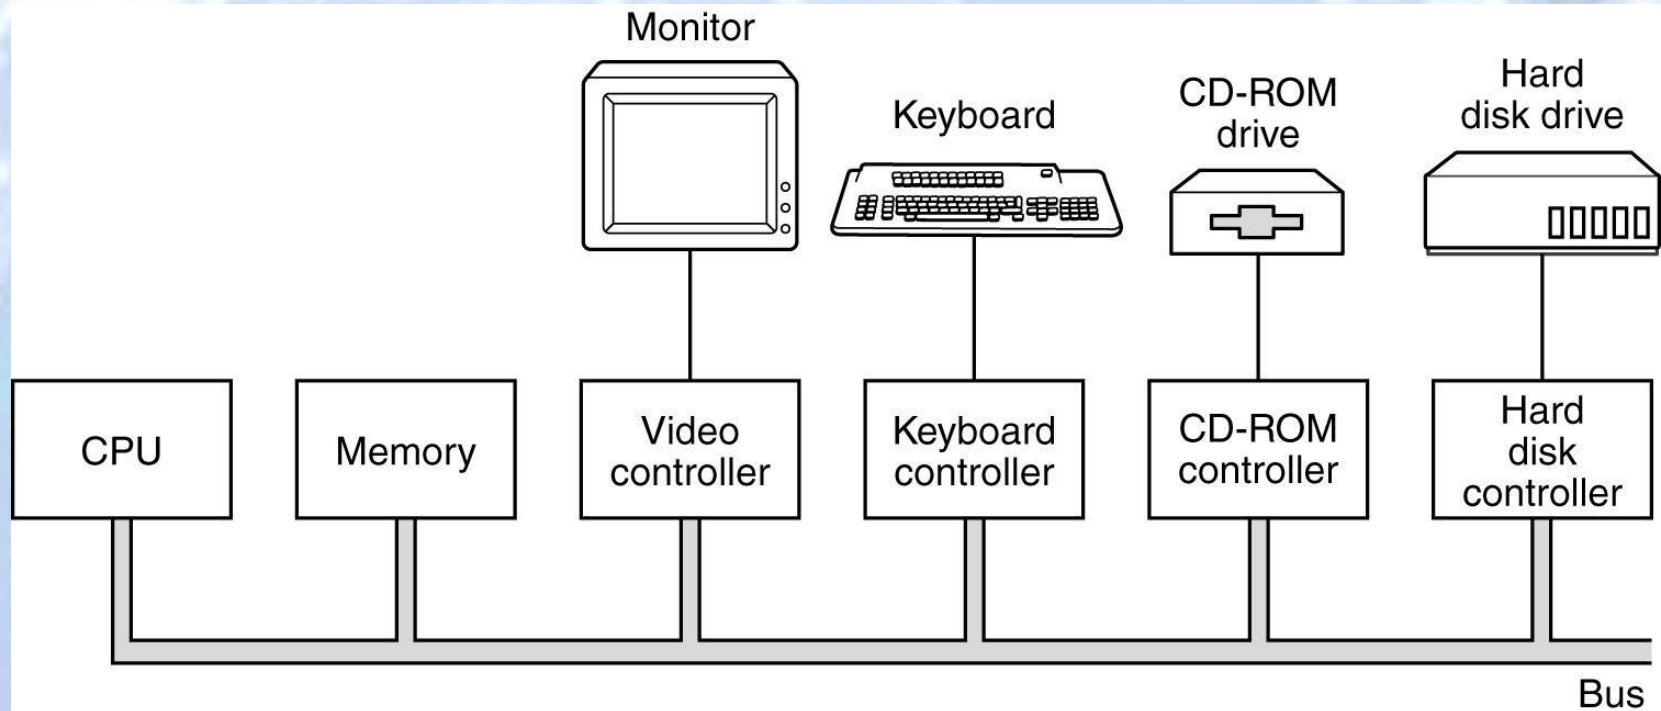 Monitor
Keyboard
CD-ROM
drive
Hard
disk drive
CPU
Memory
Video
controller
Keyboard
controller
CD-ROM
controller
Hard
disk
controller
Bus